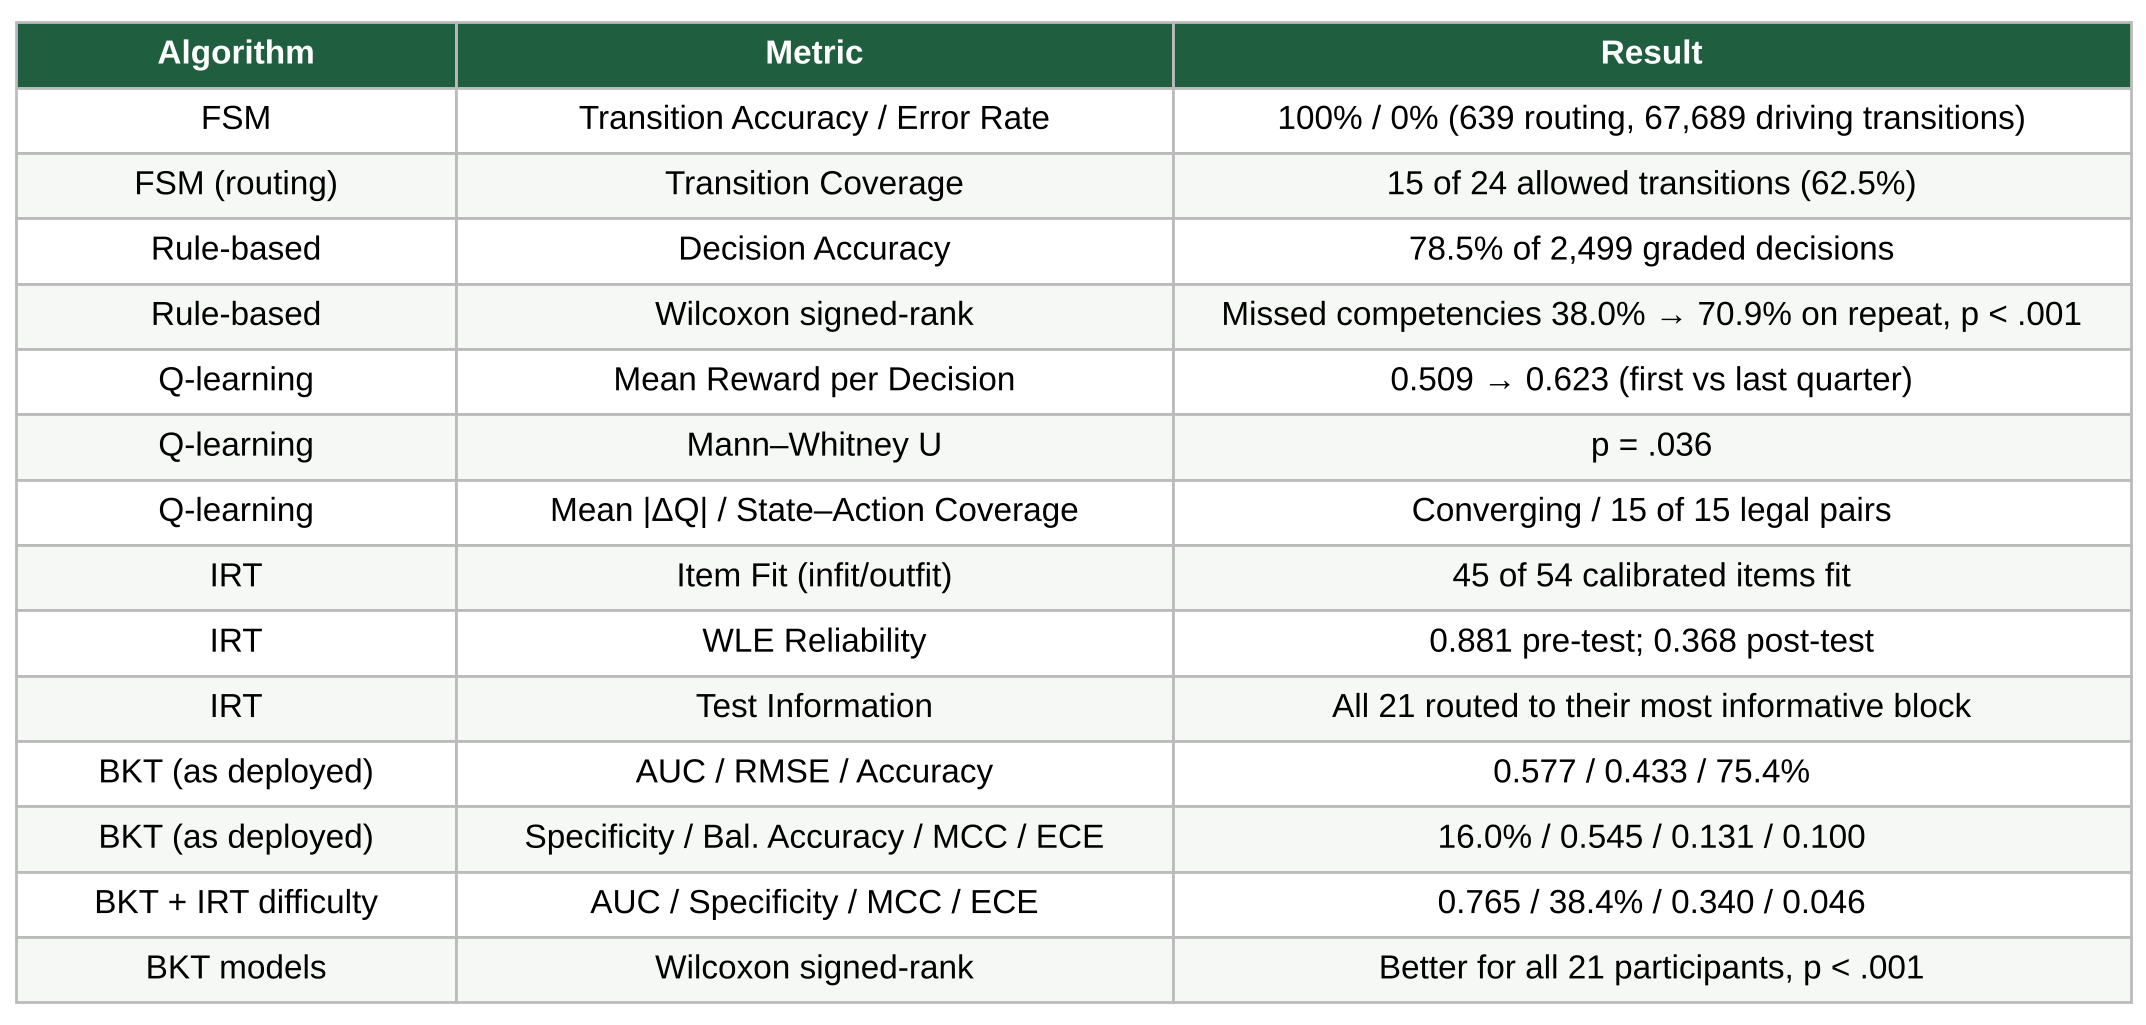 Algorithm Metric Result
FSM Transition Accuracy / Error Rate 100% / 0% (639 routing, 67,689 driving transitions)
FSM (routing) Transition Coverage 15 of 24 allowed transitions (62.5%)
Rule-based Decision Accuracy 78.5% of 2,499 graded decisions
Rule-based Wilcoxon signed-rank Missed competencies 38.0% → 70.9% on repeat, p < .001
Q-learning Mean Reward per Decision 0.509 → 0.623 (first vs last quarter)
Q-learning Mann–Whitney U p = .036
Q-learning Mean |ΔQ| / State–Action Coverage Converging / 15 of 15 legal pairs
IRT Item Fit (infit/outfit) 45 of 54 calibrated items fit
IRT WLE Reliability 0.881 pre-test; 0.368 post-test
IRT Test Information All 21 routed to their most informative block
BKT (as deployed) AUC / RMSE / Accuracy 0.577 / 0.433 / 75.4%
BKT (as deployed) Specificity / Bal. Accuracy / MCC / ECE 16.0% / 0.545 / 0.131 / 0.100
BKT + IRT difficulty AUC / Specificity / MCC / ECE 0.765 / 38.4% / 0.340 / 0.046
BKT models Wilcoxon signed-rank Better for all 21 participants, p < .001